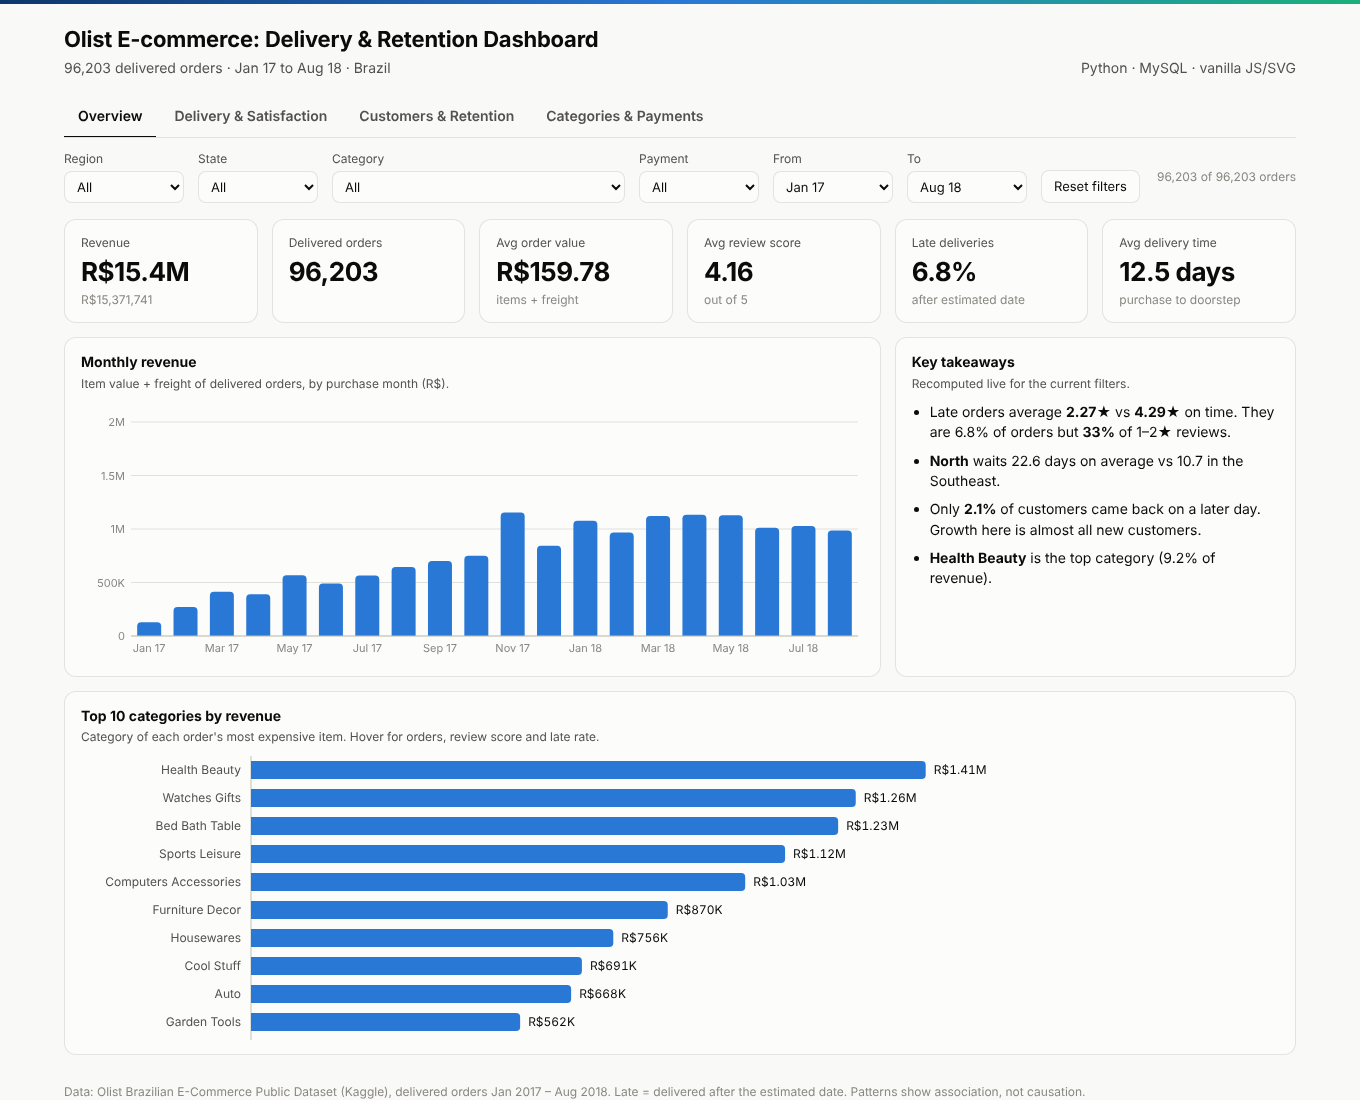 Olist E-commerce: Delivery & Retention Dashboard
96,203 delivered orders · Jan 17 to Aug 18 · Brazil
Python · MySQL · vanilla JS/SVG
Overview
Delivery & Satisfaction
Customers & Retention
Categories & Payments
Region
State
Category
Payment
From
To
All
All
All
All
Jan 17
Aug 18
Reset filters
96,203 of 96,203 orders
Revenue
R$15.4M
R$15,371,741
Delivered orders
96,203
Avg order value
R$159.78
items + freight
Avg review score
4.16
out of 5
Late deliveries
6.8%
after estimated date
Avg delivery time
12.5 days
purchase to doorstep
Monthly revenue
Item value + freight of delivered orders, by purchase month (R$).
2M
1.5M
1M
500K
0
Jan 17
Mar 17
May 17
Jul 17
Sep 17
Nov 17
Jan 18
Mar 18
May 18
Jul 18
Key takeaways
Recomputed live for the current filters.
• Late orders average 2.27★ vs 4.29★ on time. They
are 6.8% of orders but 33% of 1–2★ reviews.
• North waits 22.6 days on average vs 10.7 in the
Southeast.
• Only 2.1% of customers came back on a later day.
Growth here is almost all new customers.
• Health Beauty is the top category (9.2% of
revenue).
Top 10 categories by revenue
Category of each order's most expensive item. Hover for orders, review score and late rate.
Health Beauty R$1.41M
Watches Gifts R$1.26M
Bed Bath Table R$1.23M
Sports Leisure R$1.12M
Computers Accessories R$1.03M
Furniture Decor R$870K
Housewares R$756K
Cool Stuff R$691K
Auto R$668K
Garden Tools R$562K
Data: Olist Brazilian E-Commerce Public Dataset (Kaggle), delivered orders Jan 2017 – Aug 2018. Late = delivered after the estimated date. Patterns show association, not causation.